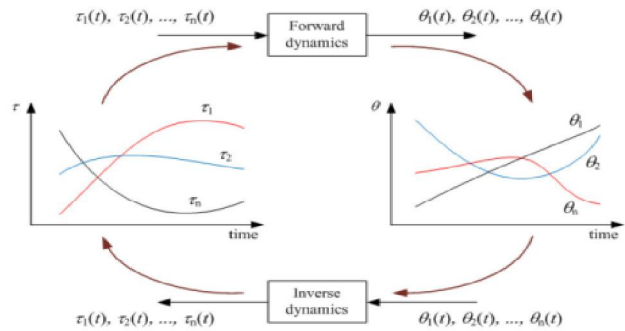 τ₁(t), τ₂(t), ..., τₙ(t)
Forward
dynamics
θ₁(t), θ₂(t), ..., θₙ(t)
τ
τ₁
τ₂
τₙ
time
θ
θ₁
θ₂
θₙ
time
τ₁(t), τ₂(t), ..., τₙ(t)
Inverse
dynamics
θ₁(t), θ₂(t), ..., θₙ(t)